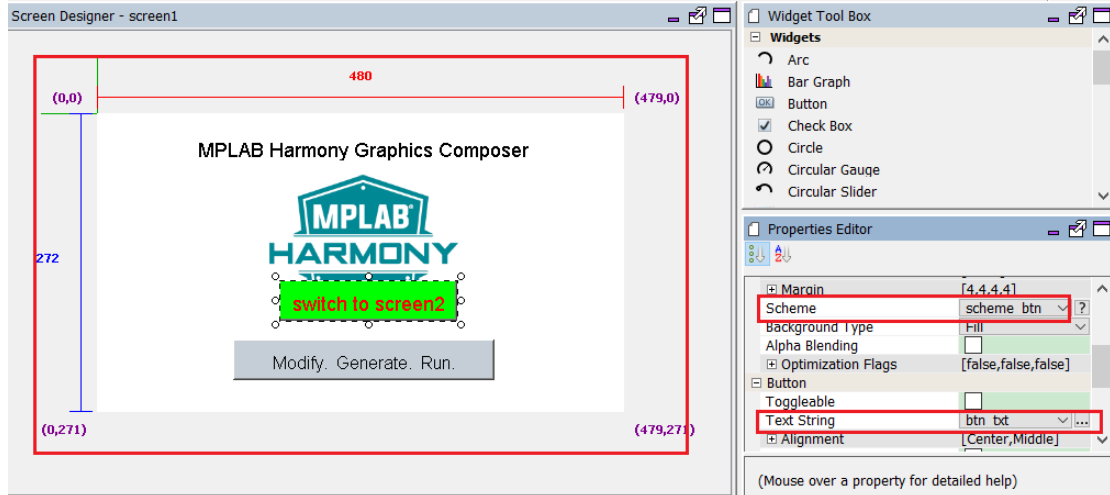 Screen Designer - screen1
480
(0,0)
(479,0)
MPLAB Harmony Graphics Composer
MPLAB
HARMONY
272
switch to screen2
Modify. Generate. Run.
(0,271)
(479,271)
Widget Tool Box
Widgets
Arc
Bar Graph
OK Button
Check Box
Circle
Circular Gauge
Circular Slider
Properties Editor
Margin [4,4,4,4]
Scheme scheme_btn ?
Background Type Fill
Alpha Blending
Optimization Flags [false,false,false]
Button
Toggleable
Text String btn_txt ...
Alignment [Center,Middle]
(Mouse over a property for detailed help)